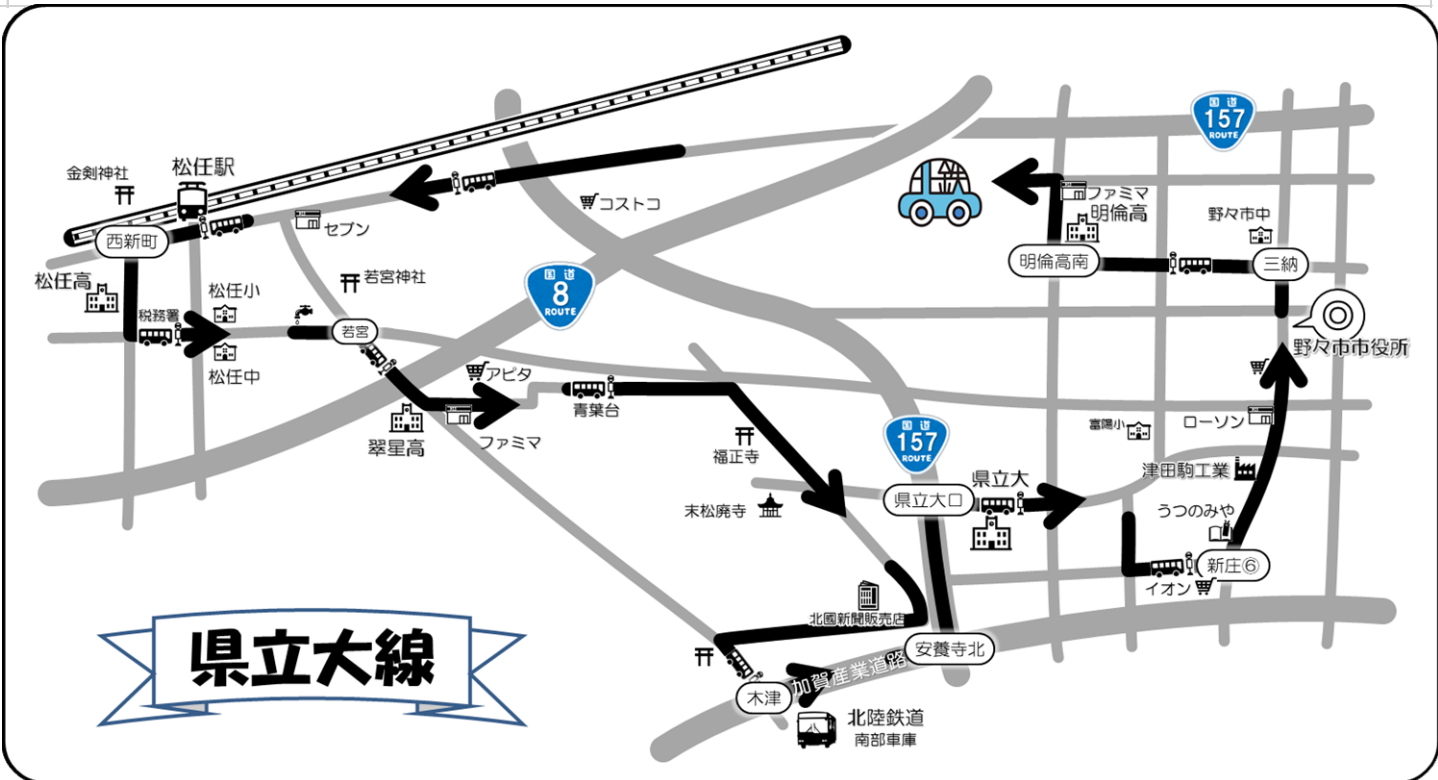 国道
157
ROUTE
金剣神社
松任駅
ファミマ
明倫高
コストコ
野々市中
セブン
西新町
明倫高南
三納
松任高
若宮神社
国道
8
ROUTE
松任小
税務署
若宮
野々市市役所
松任中
アピタ
青葉台
ローソン
国道
157
ROUTE
富陽小
翠星高
ファミマ
福正寺
津田駒工業
県立大口
県立大
末松廃寺
うつのみや
新庄⑥
イオン
北國新聞販売店
県立大線
安養寺北
加賀産業道路
木津
北陸鉄道
南部車庫